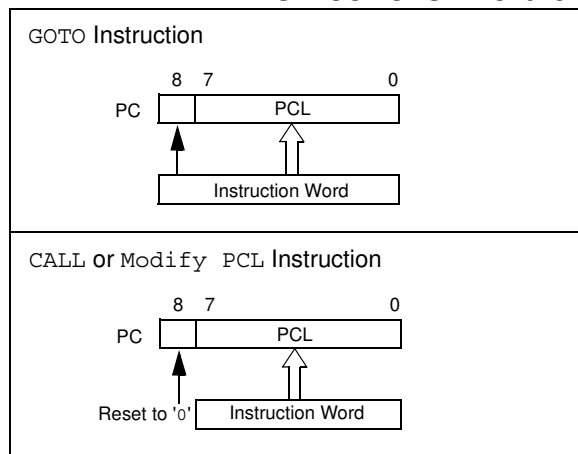 GOTO Instruction
8 7 0
PC PCL
Instruction Word
CALL or Modify PCL Instruction
8 7 0
PC PCL
Reset to '0' Instruction Word